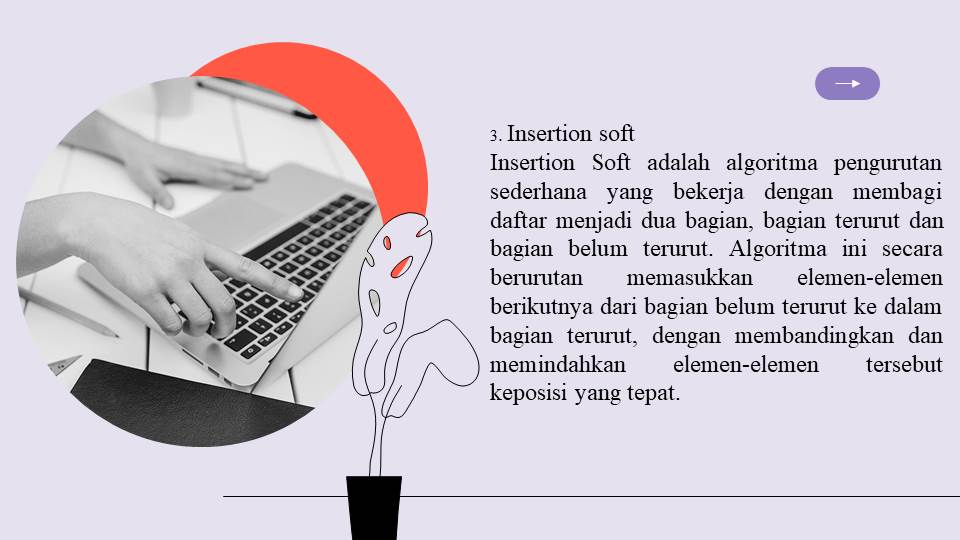 3. Insertion soft
Insertion Soft adalah algoritma pengurutan
sederhana yang bekerja dengan membagi
daftar menjadi dua bagian, bagian terurut dan
bagian belum terurut. Algoritma ini secara
berurutan memasukkan elemen-elemen
berikutnya dari bagian belum terurut ke dalam
bagian terurut, dengan membandingkan dan
memindahkan elemen-elemen tersebut
keposisi yang tepat.